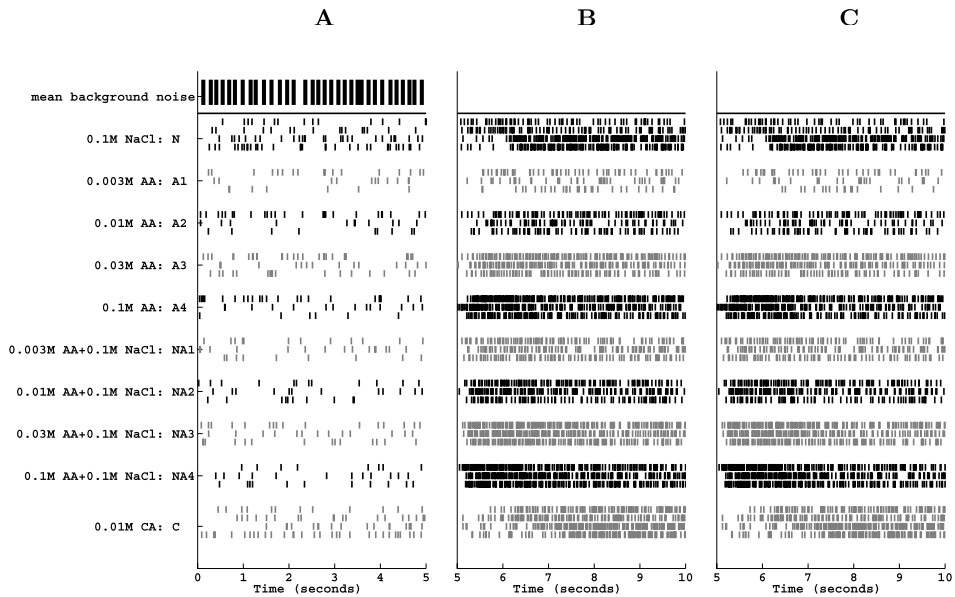 A B C
mean background noise
0.1M NaCl: N
0.003M AA: A1
0.01M AA: A2
0.03M AA: A3
0.1M AA: A4
0.003M AA+0.1M NaCl: NA1
0.01M AA+0.1M NaCl: NA2
0.03M AA+0.1M NaCl: NA3
0.1M AA+0.1M NaCl: NA4
0.01M CA: C
0 1 2 3 4 5 5 6 7 8 9 10 5 6 7 8 9 10
Time (seconds) Time (seconds) Time (seconds)